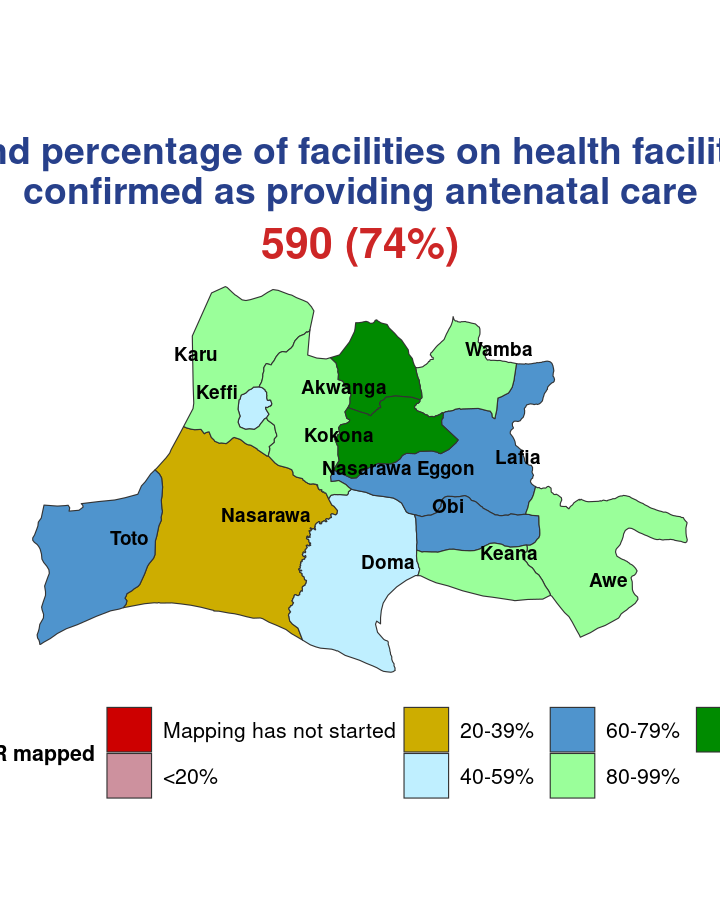 percentage of facilities on health
confirmed as providing antenatal care
590 (74%)
Karu
Wamba
Keffi
Akwanga
Kokona
Lafia
Nasarawa Eggon
Obi
Nasarawa
Toto
Keana
Doma
Awe
mapped
Mapping has not started
20-39%
60-79%
<20%
40-59%
80-99%